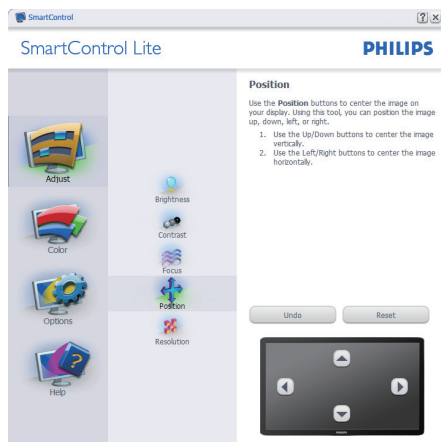 SmartControl
SmartControl Lite
PHILIPS
Adjust
Color
Options
Help
Brightness
Contrast
Focus
Position
Resolution
Position
Use the Position buttons to center the image on
your display. Using this tool, you can position the image
up, down, left, or right.
1. Use the Up/Down buttons to center the image
vertically.
2. Use the Left/Right buttons to center the image
horizontally.
Undo
Reset
PHILIPS